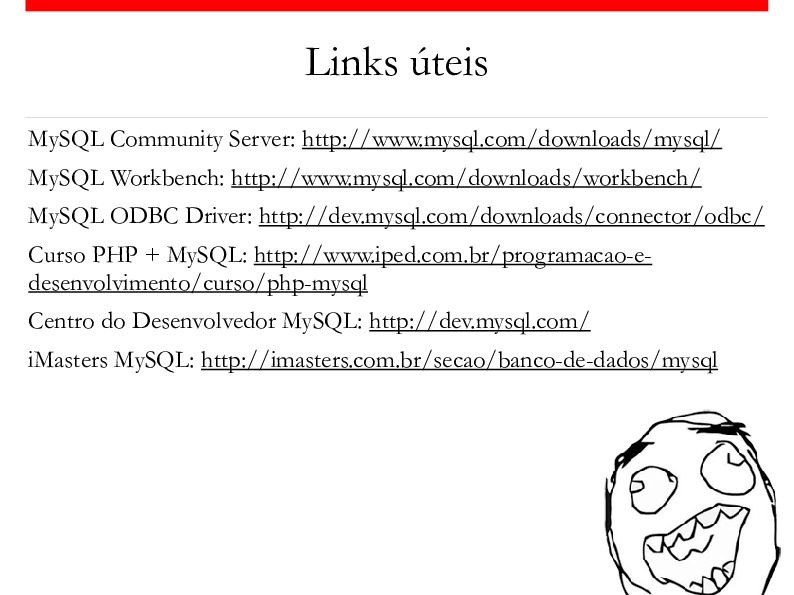 Links úteis
MySQL Community Server: http://www.mysql.com/downloads/mysql/
MySQL Workbench: http://www.mysql.com/downloads/workbench/
MySQL ODBC Driver: http://dev.mysql.com/downloads/connector/odbc/
Curso PHP + MySQL: http://www.iped.com.br/programacao-e-
desenvolvimento/curso/php-mysql
Centro do Desenvolvedor MySQL: http://dev.mysql.com/
iMasters MySQL: http://imasters.com.br/secao/banco-de-dados/mysql